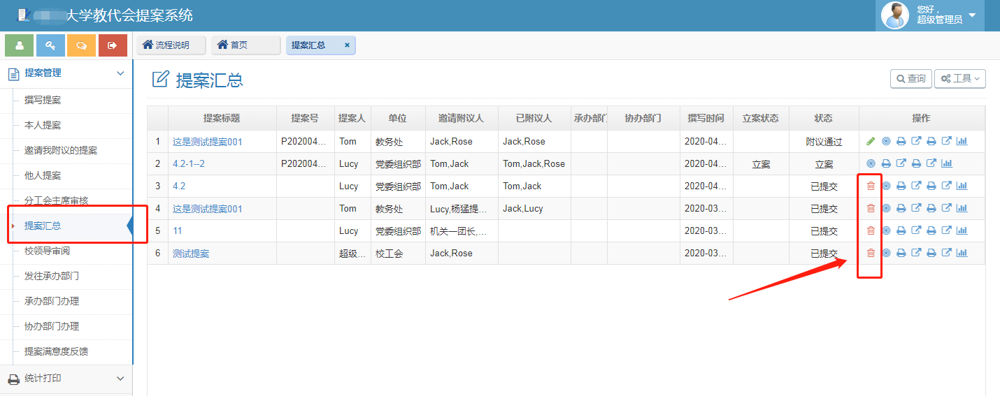 大学教代会提案系统
您好，
超级管理员
流程说明
首页
提案汇总 ×
提案管理
撰写提案
本人提案
邀请我附议的提案
他人提案
分工会主席审核
提案汇总
校领导审阅
发往承办部门
承办部门办理
协办部门办理
提案满意度反馈
统计打印
提案汇总
查询 工具
提案标题 提案号 提案人 单位 邀请附议人 已附议人 承办部门 协办部门 撰写时间 立案状态 状态 操作
1 这是测试提案001 P202004... Tom 教务处 Jack,Rose Jack,Rose 2020-04... 附议通过
2 4.2-1--2 P202004... Lucy 党委组织部 Tom,Jack Tom,Jack,Rose 2020-04... 立案 立案
3 4.2 Lucy 党委组织部 Tom,Jack Tom,Jack 2020-04... 已提交
4 这是测试提案001 Tom 教务处 Lucy,杨猛提... Jack,Lucy 2020-03... 已提交
5 11 Lucy 党委组织部 机关一团长,... 2020-03... 已提交
6 测试提案 超级... 校工会 Jack,Rose 2020-03... 已提交